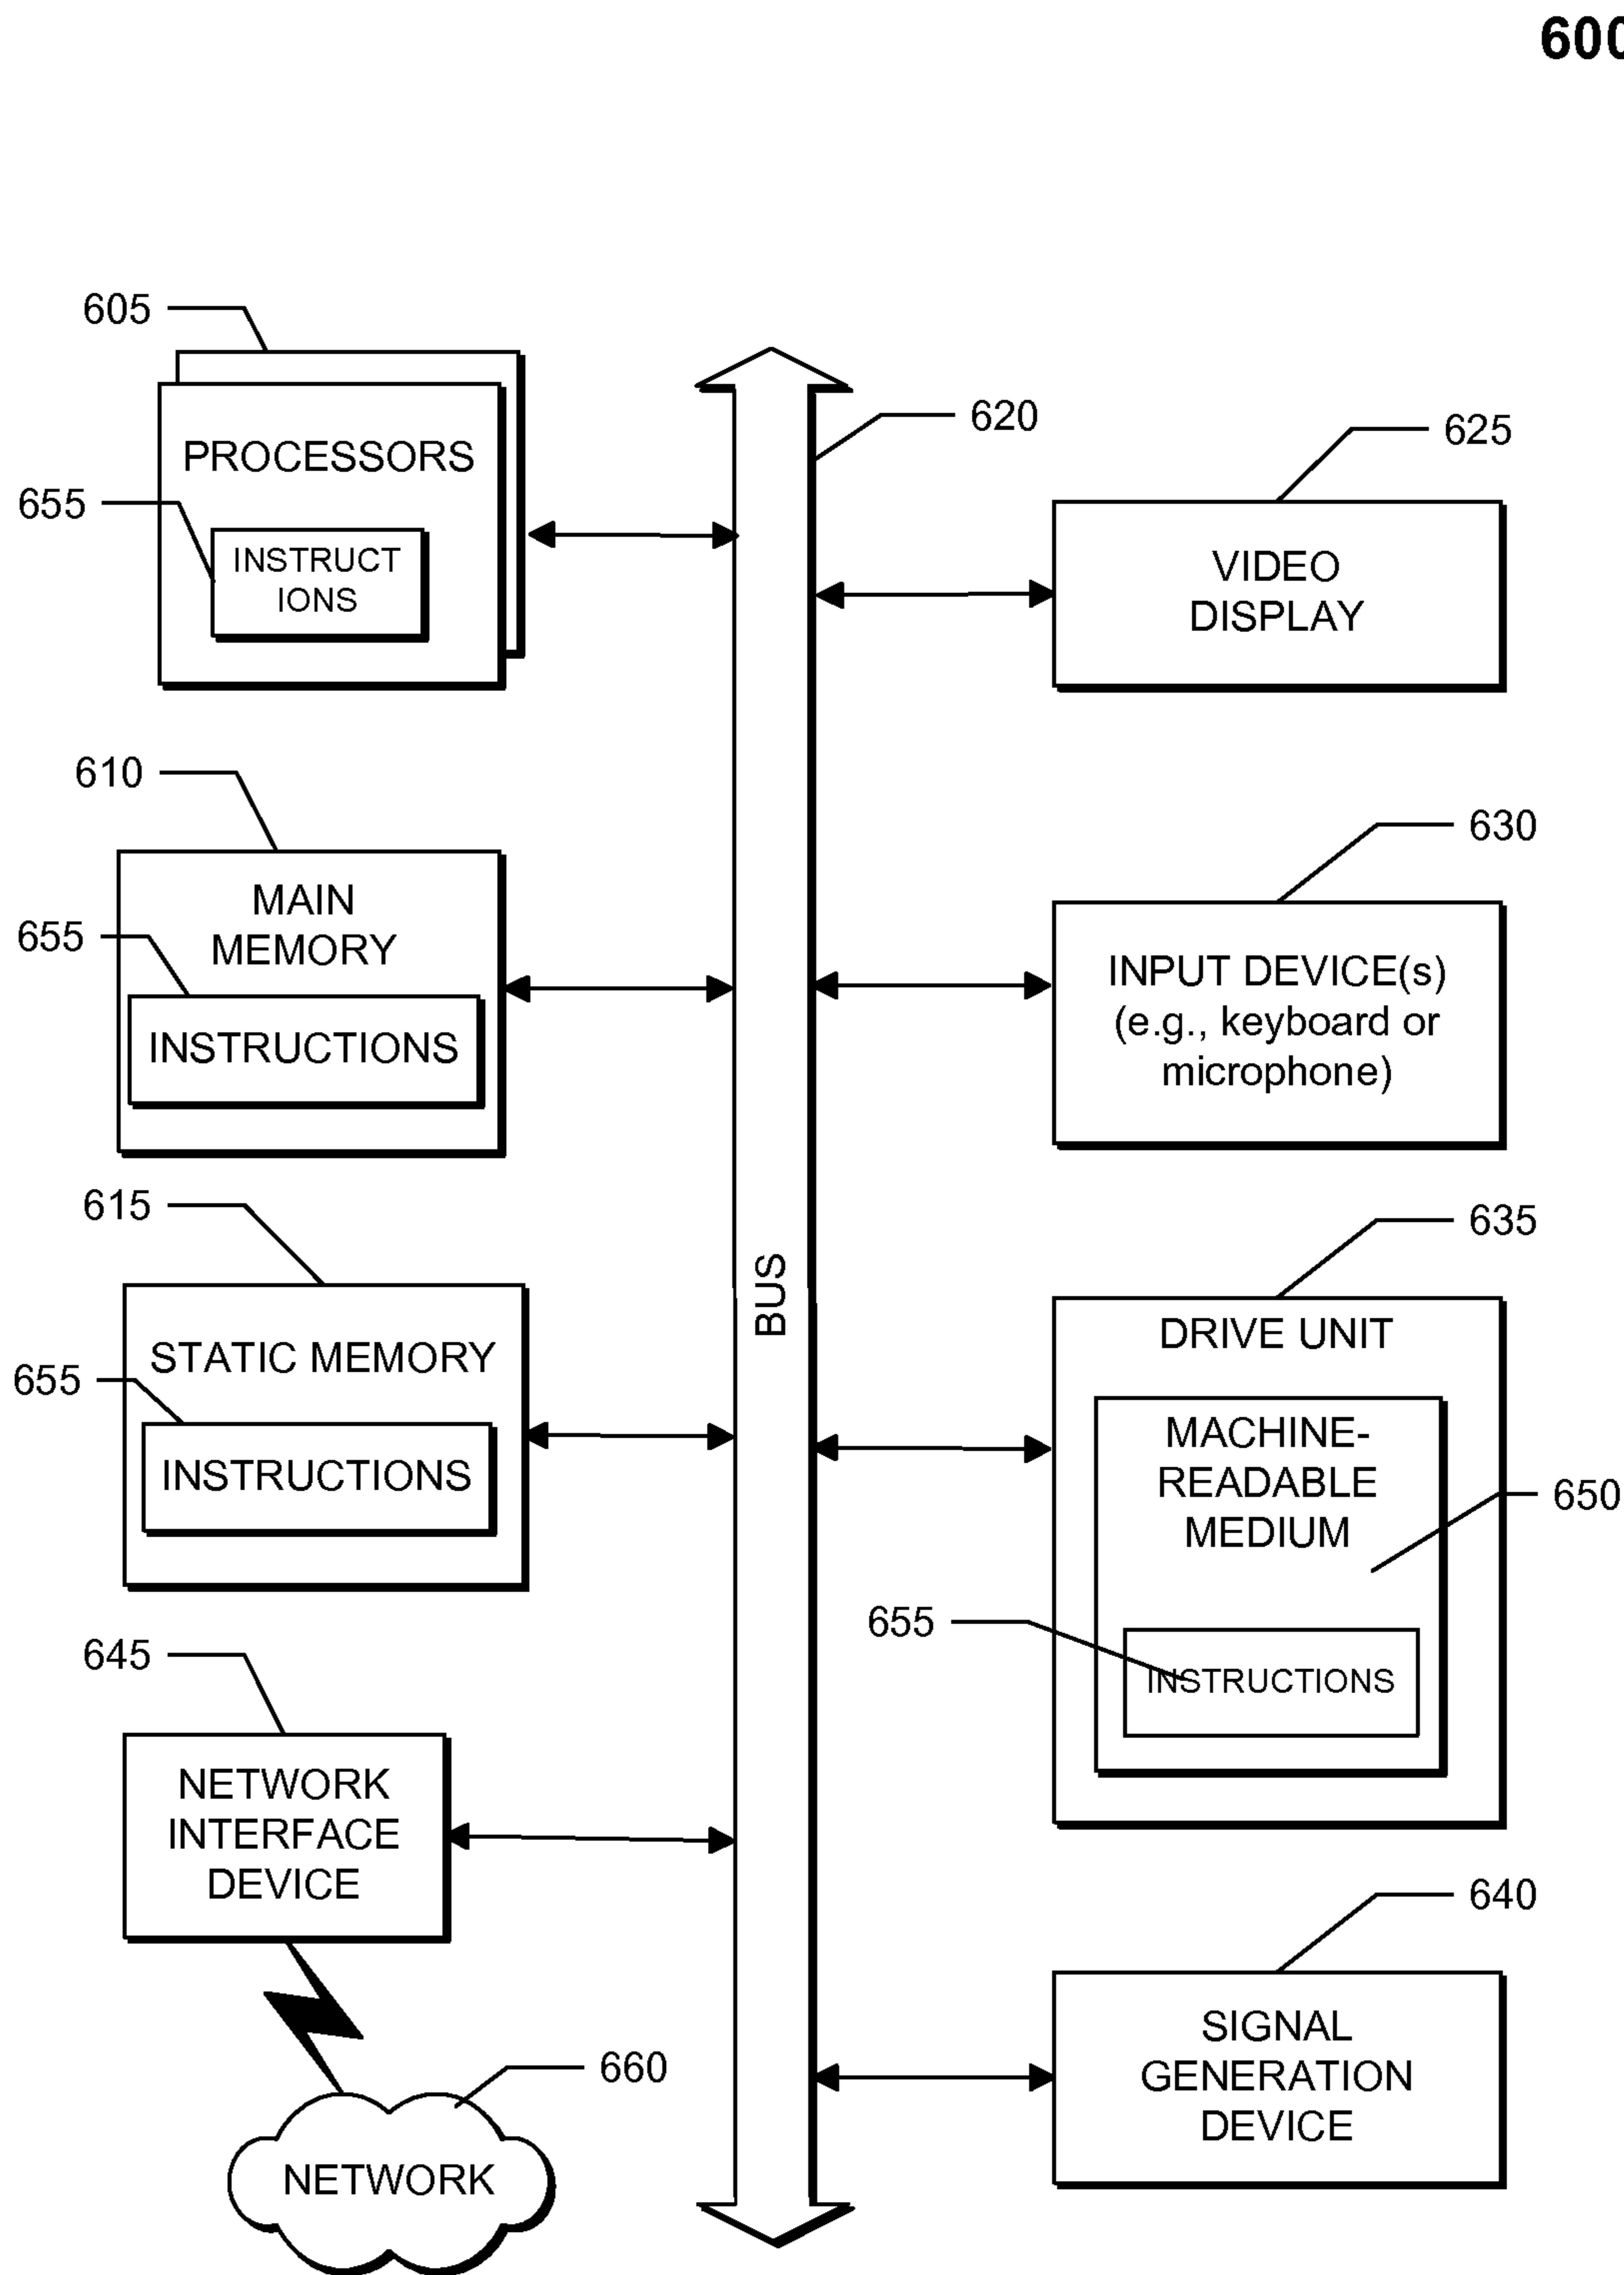 600
605
PROCESSORS
655
INSTRUCT
IONS
620
625
VIDEO
DISPLAY
610
MAIN
MEMORY
655
INSTRUCTIONS
630
INPUT DEVICE(s)
(e.g., keyboard or
microphone)
615
STATIC MEMORY
655
INSTRUCTIONS
BUS
635
DRIVE UNIT
MACHINE-
READABLE
MEDIUM
650
655
INSTRUCTIONS
645
NETWORK
INTERFACE
DEVICE
640
SIGNAL
GENERATION
DEVICE
660
NETWORK